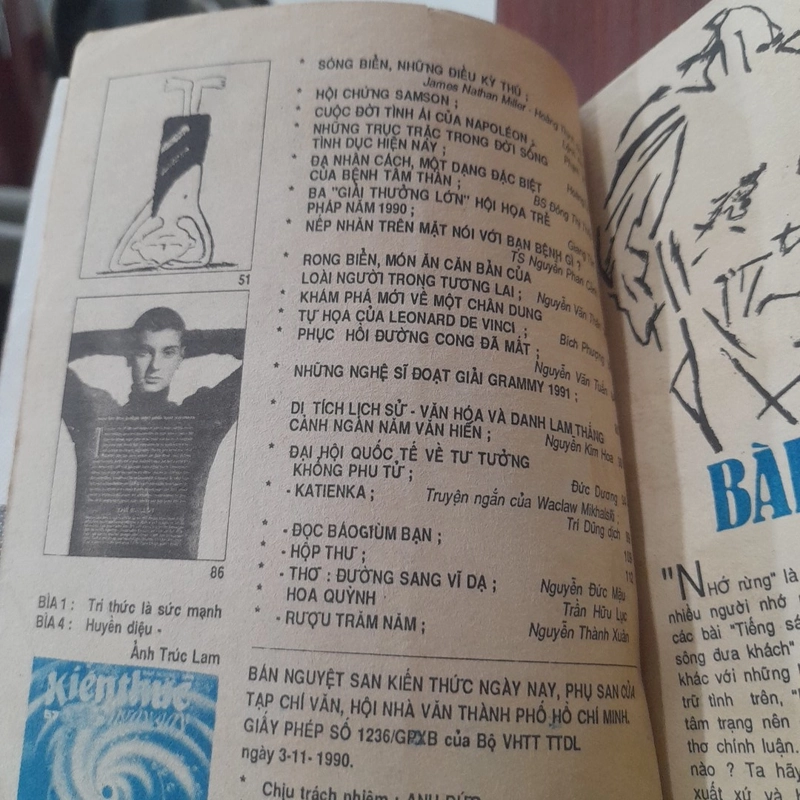 * SÓNG BIỂN, NHỮNG ĐIỀU KỲ THÚ ;
James Nathan Miller - Hoàng
* HỘI CHỨNG SAMSON ;
* CUỘC ĐỜI TÌNH ÁI CỦA NAPOLÉON ;
* NHỮNG TRỤC TRẶC TRONG ĐỜI SỐNG
TÌNH DỤC HIỆN NAY ;
* ĐA NHÂN CÁCH, MỘT DẠNG ĐẶC BIỆT
CỦA BỆNH TÂM THẦN ;
BS Đông
* BA "GIẢI THƯỞNG LỚN" HỘI HỌA TRẺ
PHÁP NĂM 1990 ;
Giang
* NẾP NHĂN TRÊN MẶT NÓI VỚI BẠN BỆNH GÌ ?
TS Nguyễn Phan
* RONG BIỂN, MÓN ĂN CĂN BẢN CỦA
LOÀI NGƯỜI TRONG TƯƠNG LAI ;
Nguyễn Văn
* KHÁM PHÁ MỚI VỀ MỘT CHÂN DUNG
TỰ HỌA CỦA LEONARD DE VINCI ;
Bích Phượng
* PHỤC HỒI ĐƯỜNG CONG ĐÃ MẤT ;
Nguyễn Văn Tuấn
* NHỮNG NGHỆ SĨ ĐOẠT GIẢI GRAMMY 1991 ;
* DI TÍCH LỊCH SỬ - VĂN HÓA VÀ DANH LAM THẮNG
CẢNH NGÀN NĂM VĂN HIẾN ;
Nguyễn Kim Hoa
* ĐẠI HỘI QUỐC TẾ VỀ TƯ TƯỞNG
KHỔNG PHU TỬ ;
Đức Dương
* - KATIENKA ;
Truyện ngắn của Waclaw Mikhalski ;
Trí Dũng dịch
* - ĐỌC BÁO GIÙM BẠN ;
* - HỘP THƯ ;
* - THƠ : ĐƯỜNG SANG VĨ DẠ ;
Nguyễn Đức Mậu
HOA QUỲNH
Trần Hữu Lục
* - RƯỢU TRĂM NĂM ;
Nguyễn Thành Xuân
51
86
BÌA 1 : Tri thức là sức mạnh
BÌA 4 : Huyền diệu -
Ảnh Trúc Lam
Kiến thức
BÁN NGUYỆT SAN KIẾN THỨC NGÀY NAY, PHỤ SAN CỦA
TẠP CHÍ VĂN, HỘI NHÀ VĂN THÀNH PHỐ HỒ CHÍ MINH.
GIẤY PHÉP SỐ 1236/GPXB của Bộ VHTT TTDL
ngày 3-11-1990.
* Chịu trách nhiệm : ANH ĐỨC
BÀ
"NHỚ rừng" là
nhiều người nhớ
các bài "Tiếng sá
sông đưa khách"
khác với những
trữ tình trên, "
tâm trạng nên
thơ chính luận.
nào ? Ta hãy
xuất xứ và